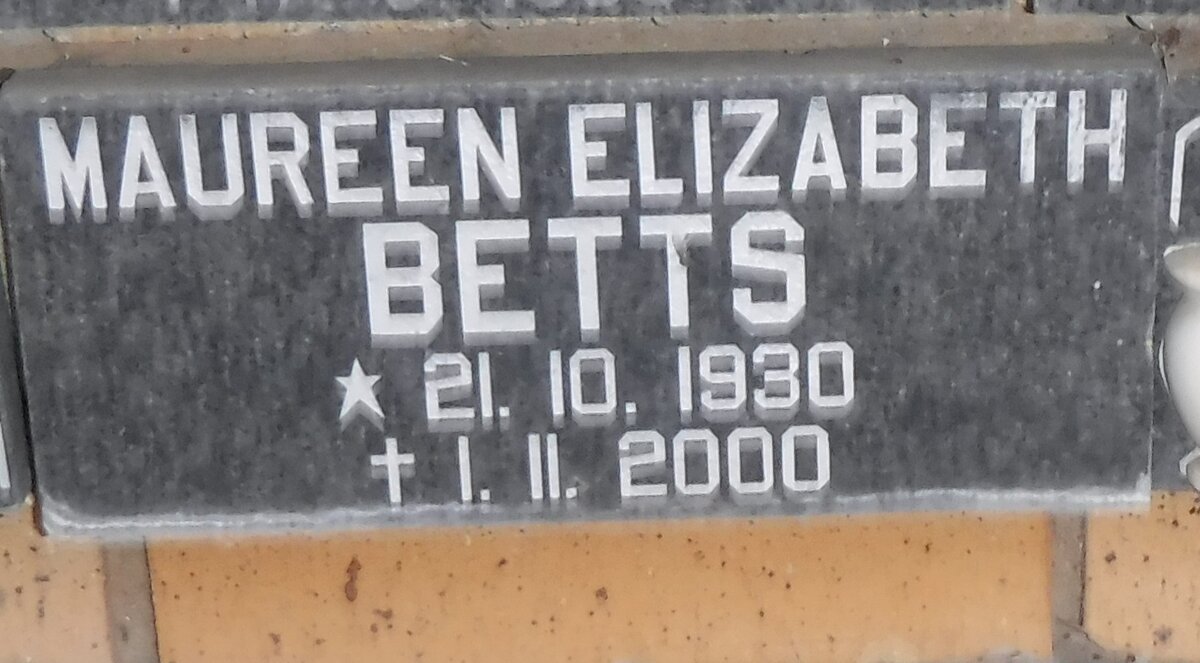 MAUREEN ELIZABETH
BETTS
★ 21. 10. 1930
✝ 1. 11. 2000